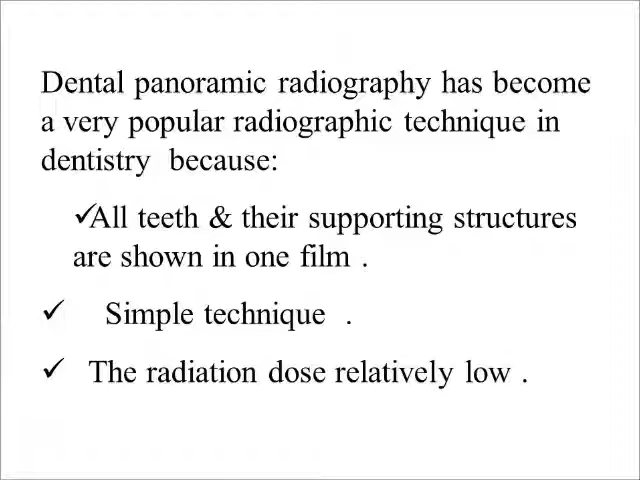 Dental panoramic radiography has become
a very popular radiographic technique in
dentistry because:
✓All teeth & their supporting structures
are shown in one film .
✓ Simple technique .
✓ The radiation dose relatively low .